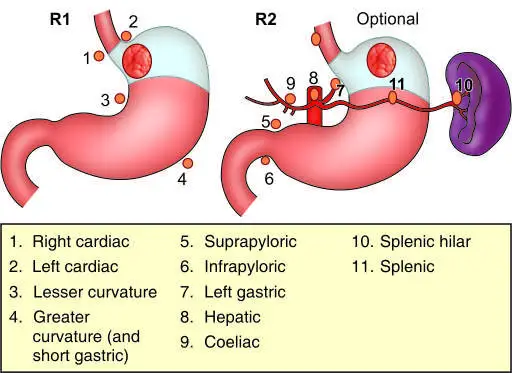 R1
R2
Optional
2
1
3
4
9
8
7
11
10
5
6
1. Right cardiac
2. Left cardiac
3. Lesser curvature
4. Greater
curvature (and
short gastric)
5. Suprapyloric
6. Infrapyloric
7. Left gastric
8. Hepatic
9. Coeliac
10. Splenic hilar
11. Splenic